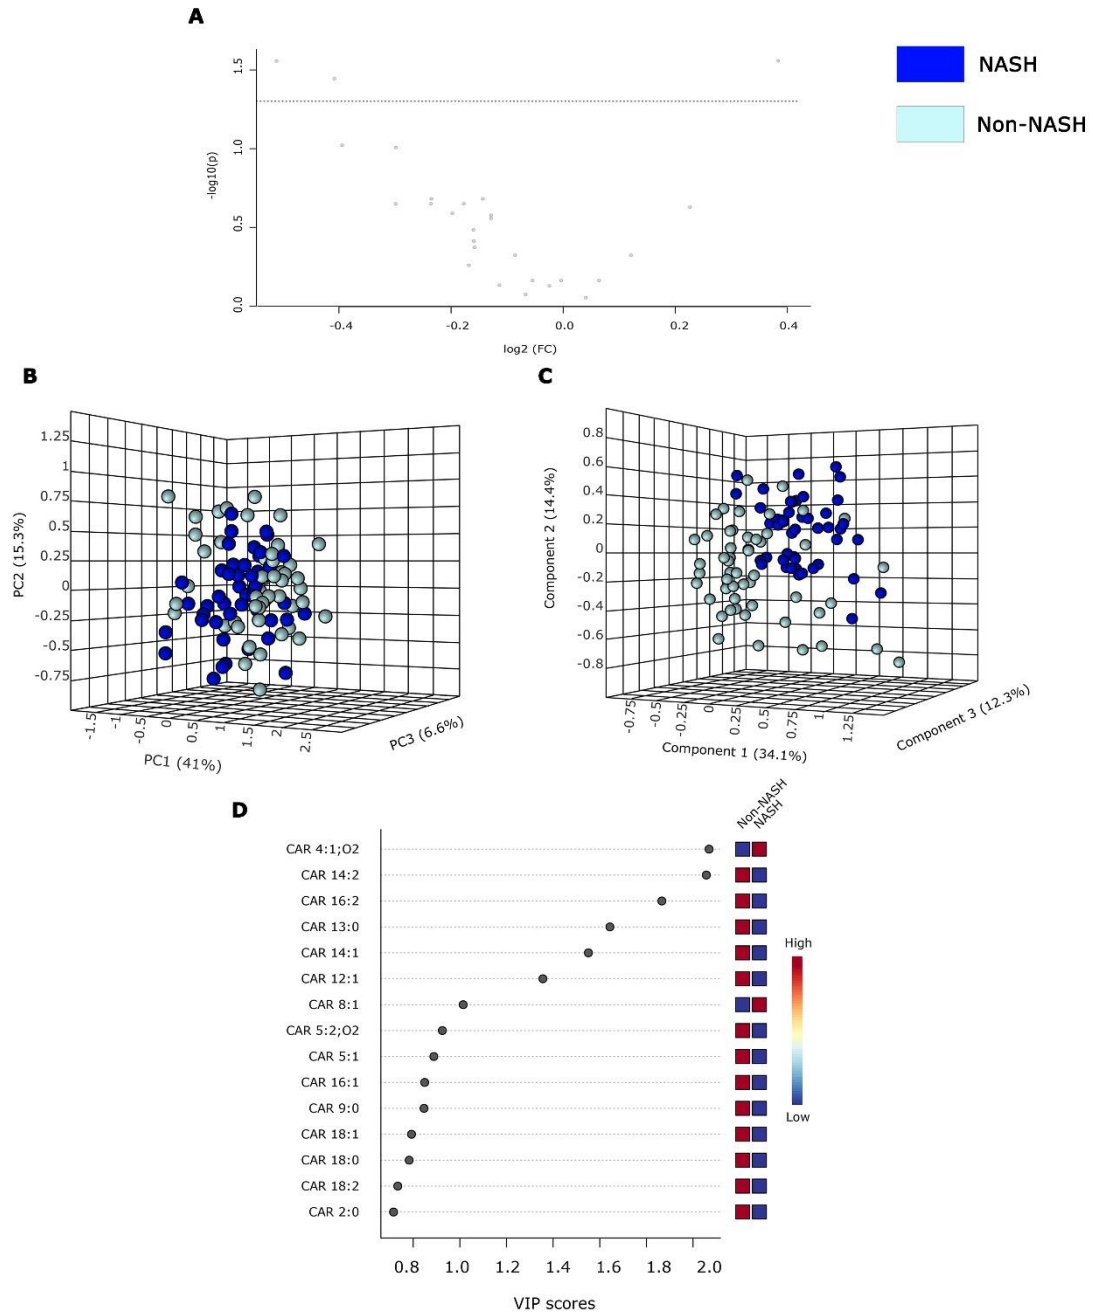 A
NASH
Non-NASH
-log10(p)
1.5
1.0
0.5
0.0
-0.4
-0.2
0.0
0.2
0.4
log2 (FC)
B
PC2 (15.3%)
1.25
1
0.75
0.5
0.25
0
-0.25
-0.5
-0.75
-1.5
-1
-0.5
0
0.5
1
1.5
2
2.5
PC1 (41%)
PC3 (6.6%)
C
Component 2 (14.4%)
0.8
0.6
0.4
0.2
0
-0.2
-0.4
-0.6
-0.8
-0.75
-0.5
-0.25
0
0.25
0.5
0.75
1
1.25
Component 1 (34.1%)
Component 3 (12.3%)
D
Non-NASH
NASH
CAR 4:1;O2
CAR 14:2
CAR 16:2
CAR 13:0
CAR 14:1
CAR 12:1
CAR 8:1
CAR 5:2;O2
CAR 5:1
CAR 16:1
CAR 9:0
CAR 18:1
CAR 18:0
CAR 18:2
CAR 2:0
High
Low
0.8
1.0
1.2
1.4
1.6
1.8
2.0
VIP scores